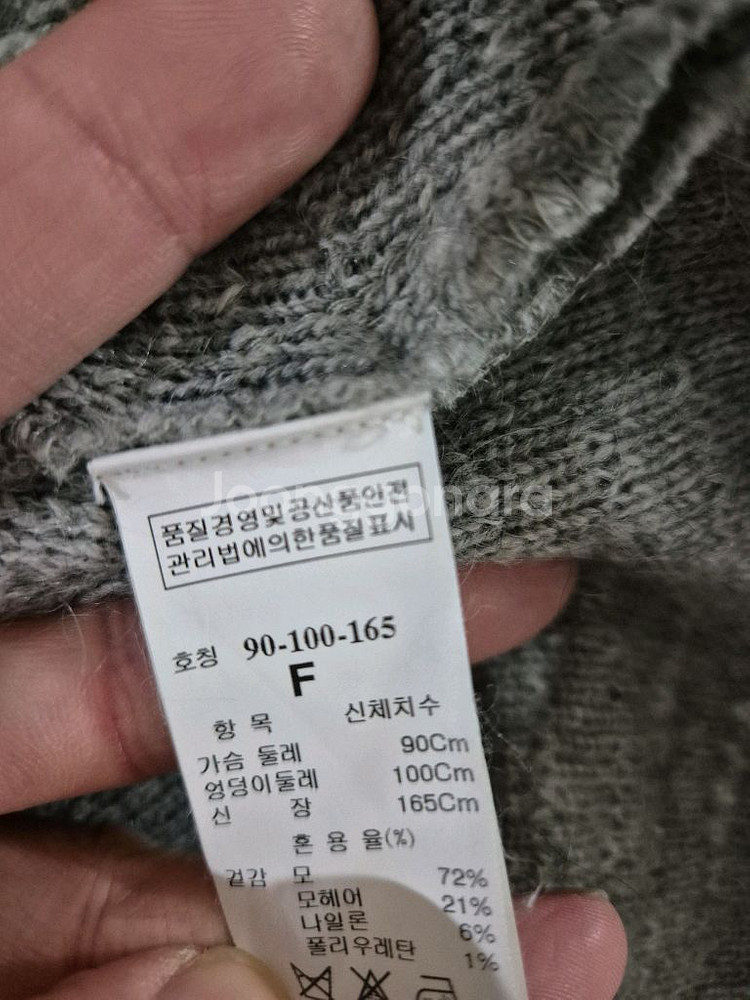 Joonggonara
품질경영및공산품안전
관리법에의한품질표시
호칭 90-100-165
F
항 목 신체치수
가슴 둘레 90Cm
엉덩이둘레 100Cm
신 장 165Cm
혼 용 율(%)
겉감 모 72%
모헤어 21%
나일론 6%
폴리우레탄 1%